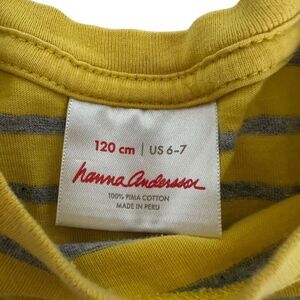 120 cm | US 6-7
hanna andersson
100% PIMA COTTON
MADE IN PERU